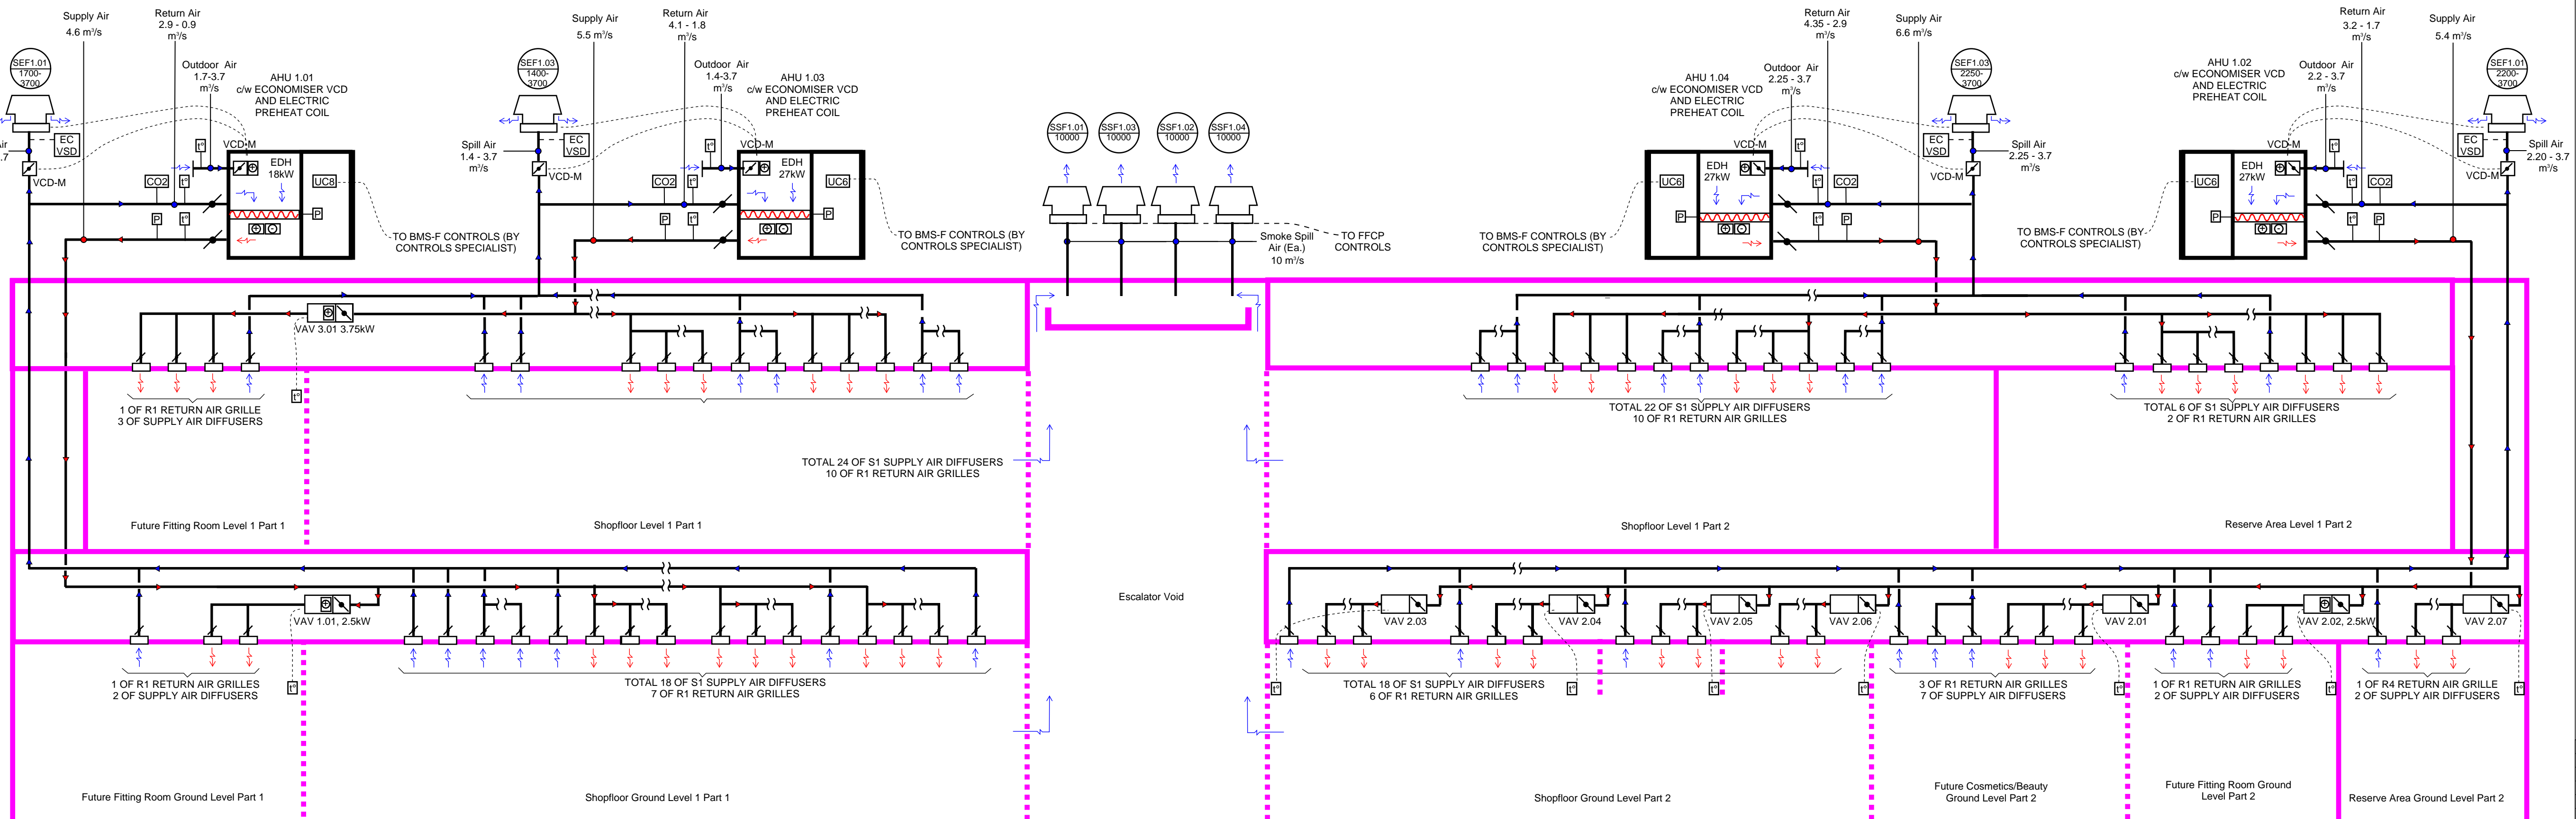 Supply Air
4.6 m³/s
Return Air
2.9 - 0.9
m³/s
SEF1.01
1700-
3700
Outdoor Air
1.7-3.7
m³/s
AHU 1.01
c/w ECONOMISER VCD
AND ELECTRIC
PREHEAT COIL
EC
VSD
VCD-M
t°
VCD-M
EDH
18kW
UC8
CO2
t°
P
t°
P
TO BMS-F CONTROLS (BY
CONTROLS SPECIALIST)
Supply Air
5.5 m³/s
Return Air
4.1 - 1.8
m³/s
SEF1.03
1400-
3700
Outdoor Air
1.4-3.7
m³/s
AHU 1.03
c/w ECONOMISER VCD
AND ELECTRIC
PREHEAT COIL
EC
VSD
Spill Air
1.4 - 3.7
m³/s
VCD-M
t°
VCD-M
EDH
27kW
UC6
CO2
t°
P
t°
P
TO BMS-F CONTROLS (BY
CONTROLS SPECIALIST)
SSF1.01
10000
SSF1.03
10000
SSF1.02
10000
SSF1.04
10000
Smoke Spill
Air (Ea.)
10 m³/s
TO FFCP
CONTROLS
Return Air
4.35 - 2.9
m³/s
Supply Air
6.6 m³/s
AHU 1.04
c/w ECONOMISER VCD
AND ELECTRIC
PREHEAT COIL
Outdoor Air
2.25 - 3.7
m³/s
SEF1.03
2250-
3700
EC
VSD
Spill Air
2.25 - 3.7
m³/s
VCD-M
VCD-M
t°
EDH
27kW
UC6
t°
CO2
t°
P
P
TO BMS-F CONTROLS (BY
CONTROLS SPECIALIST)
Return Air
3.2 - 1.7
m³/s
Supply Air
5.4 m³/s
AHU 1.02
c/w ECONOMISER VCD
AND ELECTRIC
PREHEAT COIL
Outdoor Air
2.2 - 3.7
m³/s
SEF1.01
2200-
3700
EC
VSD
Spill Air
2.20 - 3.7
m³/s
VCD-M
VCD-M
t°
EDH
27kW
UC6
t°
CO2
t°
P
P
TO BMS-F CONTROLS (BY
CONTROLS SPECIALIST)
VAV 3.01 3.75kW
t°
1 OF R1 RETURN AIR GRILLE
3 OF SUPPLY AIR DIFFUSERS
TOTAL 24 OF S1 SUPPLY AIR DIFFUSERS
10 OF R1 RETURN AIR GRILLES
TOTAL 22 OF S1 SUPPLY AIR DIFFUSERS
10 OF R1 RETURN AIR GRILLES
TOTAL 6 OF S1 SUPPLY AIR DIFFUSERS
2 OF R1 RETURN AIR GRILLES
Future Fitting Room Level 1 Part 1
Shopfloor Level 1 Part 1
Shopfloor Level 1 Part 2
Reserve Area Level 1 Part 2
Escalator Void
VAV 1.01, 2.5kW
VAV 2.03
VAV 2.04
VAV 2.05
VAV 2.06
VAV 2.01
VAV 2.02, 2.5kW
VAV 2.07
1 OF R1 RETURN AIR GRILLES
2 OF SUPPLY AIR DIFFUSERS
t°
TOTAL 18 OF S1 SUPPLY AIR DIFFUSERS
7 OF R1 RETURN AIR GRILLES
t°
TOTAL 18 OF S1 SUPPLY AIR DIFFUSERS
6 OF R1 RETURN AIR GRILLES
t°
t°
t°
3 OF R1 RETURN AIR GRILLES
7 OF SUPPLY AIR DIFFUSERS
t°
1 OF R1 RETURN AIR GRILLES
2 OF SUPPLY AIR DIFFUSERS
t°
1 OF R4 RETURN AIR GRILLE
2 OF SUPPLY AIR DIFFUSERS
t°
Future Fitting Room Ground Level Part 1
Shopfloor Ground Level 1 Part 1
Shopfloor Ground Level Part 2
Future Cosmetics/Beauty
Ground Level Part 2
Future Fitting Room Ground
Level Part 2
Reserve Area Ground Level Part 2